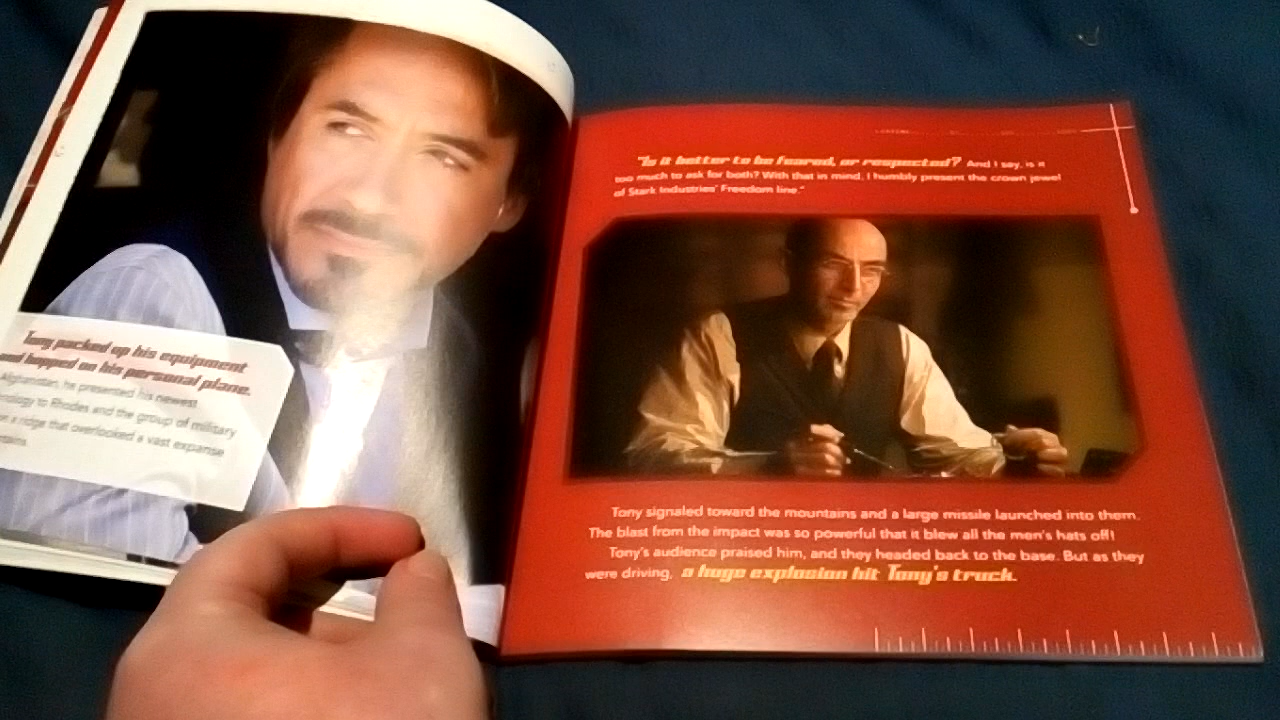 Tony packed up his equipment
and hopped on his personal plane.
Afghanistan, he presented his newest
to Rhodes and the group of military
on a ridge that overlooked a vast expanse
"Is it better to be feared, or respected? And I say, is it
too much to ask for both? With that in mind, I humbly present the crown jewel
of Stark Industries' Freedom line."
Tony signaled toward the mountains and a large missile launched into them.
The blast from the impact was so powerful that it blew all the men's hats off!
Tony's audience praised him, and they headed back to the base. But as they
were driving, a huge explosion hit Tony's truck.